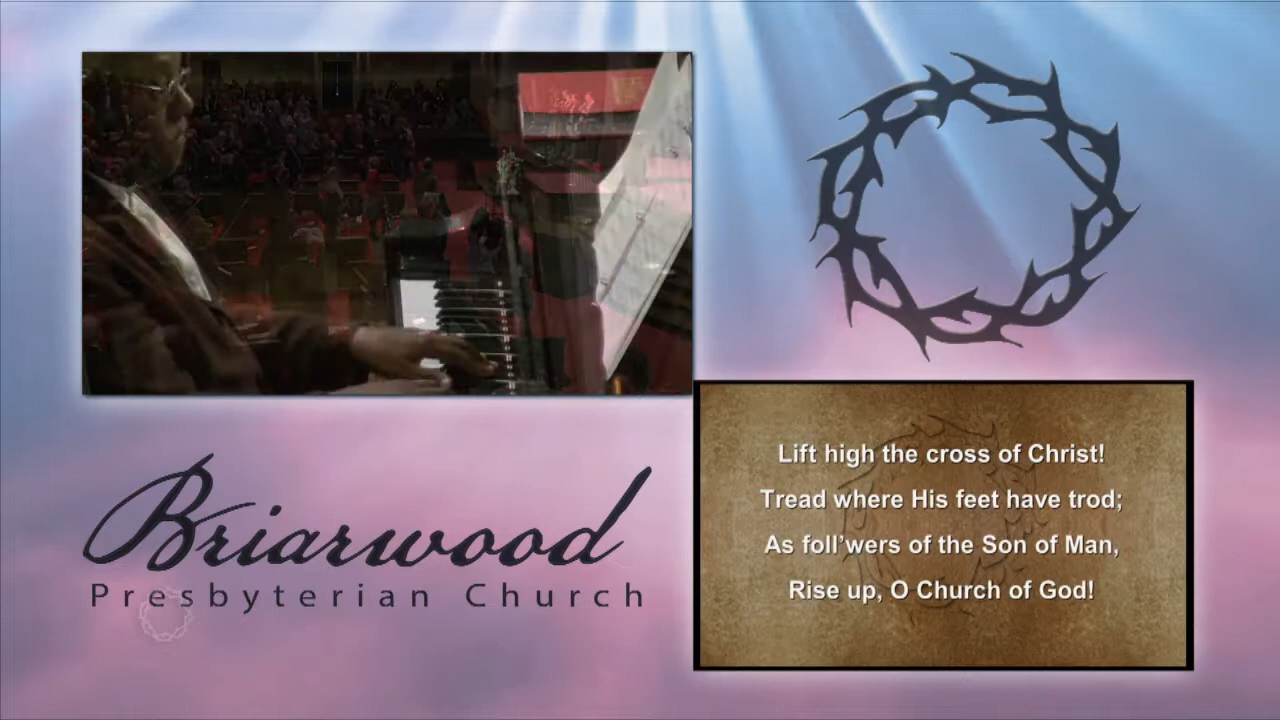 Briarwood
Presbyterian Church
Lift high the cross of Christ!
Tread where His feet have trod;
As foll’wers of the Son of Man,
Rise up, O Church of God!